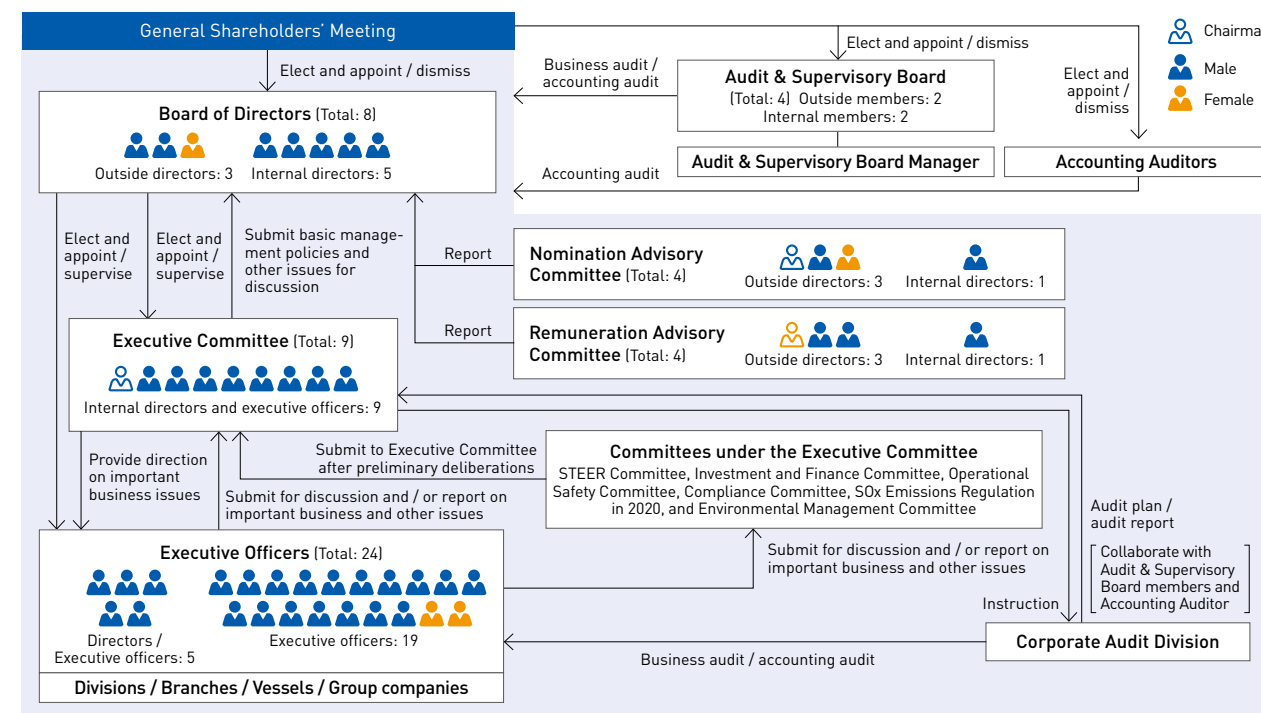 General Shareholders’ Meeting
Elect and appoint / dismiss
Elect and appoint / dismiss
Elect and
appoint /
dismiss
Chairma
Male
Female
Business audit /
accounting audit
Audit & Supervisory Board
(Total: 4) Outside members: 2
Internal members: 2
Audit & Supervisory Board Manager
Accounting Auditors
Accounting audit
Board of Directors (Total: 8)
Outside directors: 3
Internal directors: 5
Elect and
appoint /
supervise
Elect and
appoint /
supervise
Submit basic manage-
ment policies and
other issues for
discussion
Report
Nomination Advisory
Committee (Total: 4)
Outside directors: 3
Internal directors: 1
Report
Remuneration Advisory
Committee (Total: 4)
Outside directors: 3
Internal directors: 1
Executive Committee (Total: 9)
Internal directors and executive officers: 9
Provide direction
on important
business issues
Submit to Executive Committee
after preliminary deliberations
Submit for discussion and / or report on
important business and other issues
Committees under the Executive Committee
STEER Committee, Investment and Finance Committee, Operational
Safety Committee, Compliance Committee, SOx Emissions Regulation
in 2020, and Environmental Management Committee
Submit for discussion and / or report on
important business and other issues
Audit plan /
audit report
Collaborate with
Audit & Supervisory
Board members and
Accounting Auditor
Instruction
Executive Officers (Total: 24)
Directors /
Executive officers: 5
Executive officers: 19
Divisions / Branches / Vessels / Group companies
Business audit / accounting audit
Corporate Audit Division